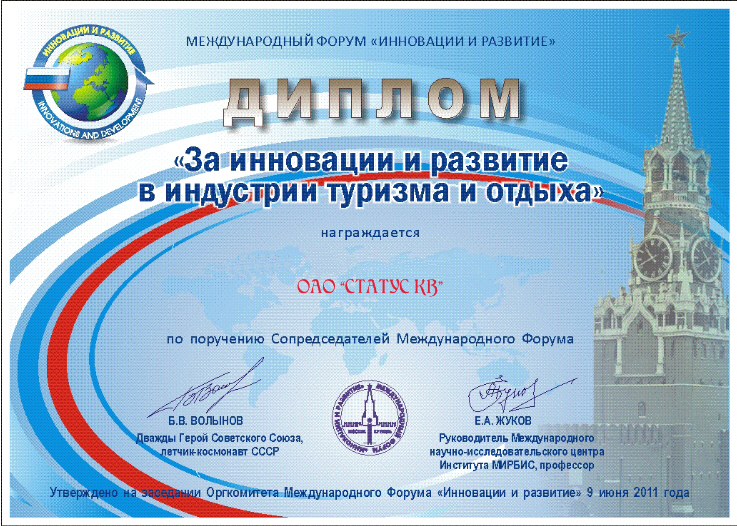 МЕЖДУНАРОДНЫЙ ФОРУМ «ИННОВАЦИИ И РАЗВИТИЕ»
ИННОВАЦИИ И РАЗВИТИЕ
INNOVATIONS AND DEVELOPMENT
ДИПЛОМ
«За инновации и развитие
в индустрии туризма и отдыха»
награждается
ОАО "СТАТУС КВ"
по поручению Сопредседателей Международного Форума
Б.В. ВОЛЫНОВ
Дважды Герой Советского Союза,
летчик-космонавт СССР
Е.А. ЖУКОВ
Руководитель Международного
научно-исследовательского центра
Института МИРБИС, профессор
МЕЖДУНАРОДНЫЙ ФОРУМ
Утверждено на заседании Оргкомитета Международного Форума «Инновации и развитие» 9 июня 2011 года